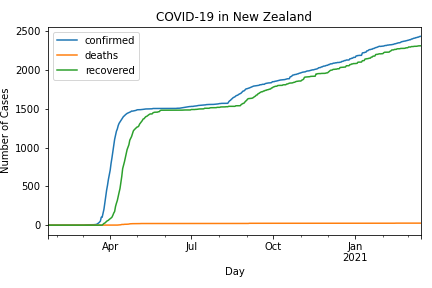 COVID-19 in New Zealand
2500
2000
1500
1000
500
0
Number of Cases
confirmed
deaths
recovered
Apr
Jul
Oct
Jan
2021
Day